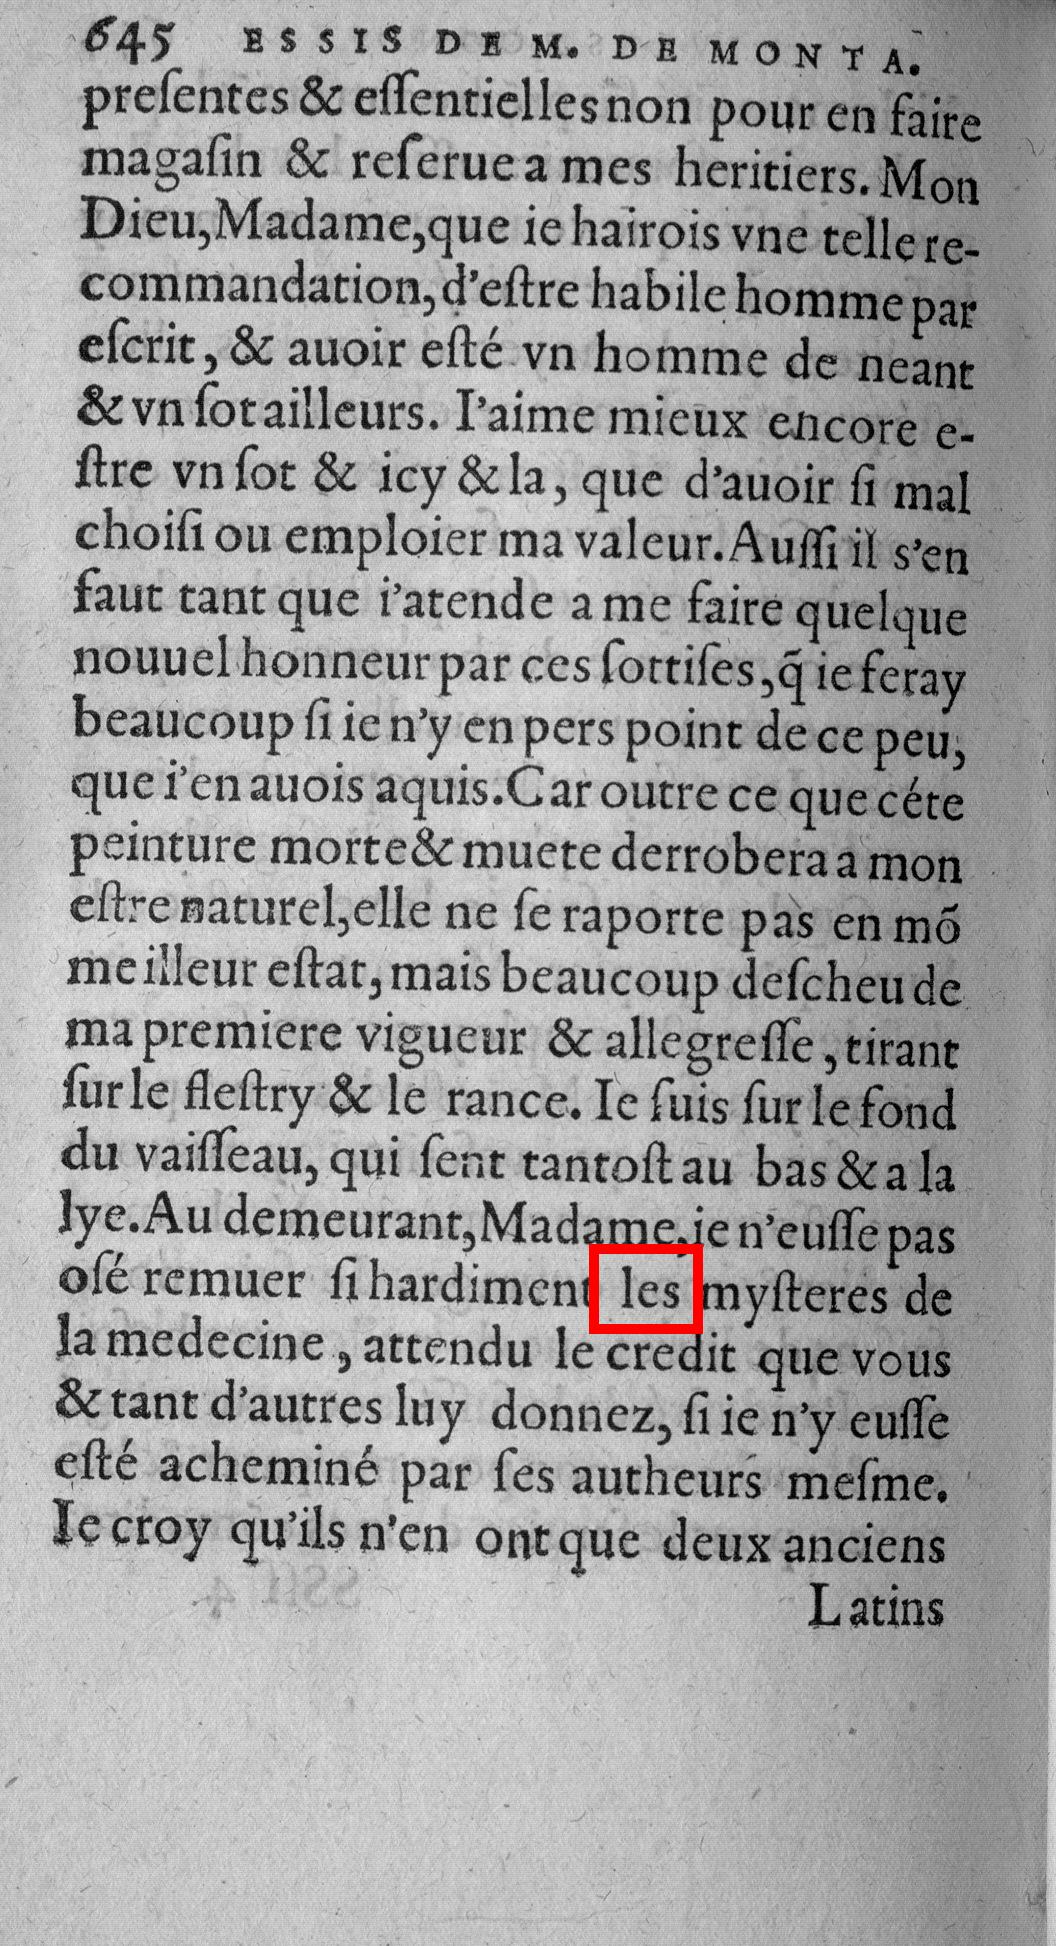 645 ESSIS DE M. DE MONTA.
preſentes & eſſentielles non pour en faire
magaſin & reſerue a mes heritiers. Mon
Dieu, Madame, que ie hairois vne telle re-
commandation, d'eſtre habile homme par
eſcrit, & auoir eſté vn homme de neant
& vn ſot ailleurs. I'aime mieux encore e-
ſtre vn ſot & icy & la, que d'auoir ſi mal
choiſi ou emploier ma valeur. Auſſi il s'en
faut tant que i'atende a me faire quelque
nouuel honneur par ces ſottiſes, q̃ ie feray
beaucoup ſi ie n'y en pers point de ce peu,
que i'en auois aquis. Car outre ce que céte
peinture morte & muete derrobera a mon
eſtre naturel, elle ne ſe raporte pas en mõ
meilleur eſtat, mais beaucoup deſcheu de
ma premiere vigueur & allegreſſe, tirant
ſur le fleſtry & le rance. Ie ſuis ſur le fond
du vaiſſeau, qui ſent tantoſt au bas & a la
lye. Au demeurant, Madame, ie n'euſſe pas
oſé remuer ſi hardiment les myſteres de
la medecine, attendu le credit que vous
& tant d'autres luy donnez, ſi ie n'y euſſe
eſté acheminé par ſes autheurs meſme.
Ie croy qu'ils n'en ont que deux anciens
Latins